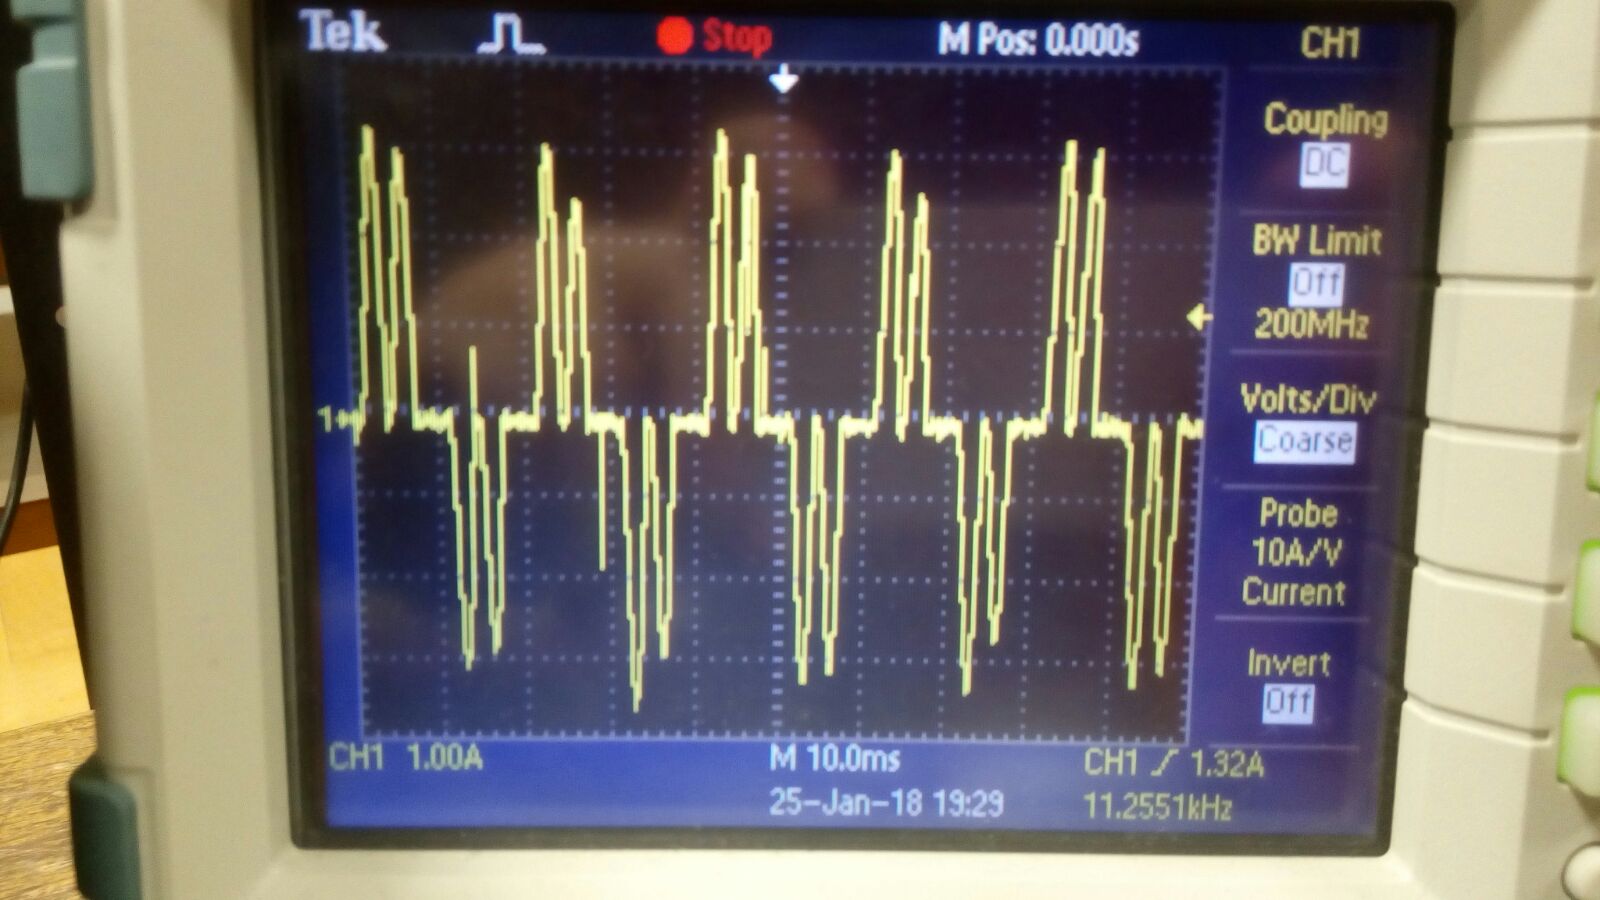 Tek Stop M Pos: 0.000s CH1
Coupling
DC
BW Limit
Off
200MHz
Volts/Div
Coarse
Probe
10A/V
Current
Invert
Off
1
CH1 1.00A M 10.0ms CH1 1.32A
25-Jan-18 19:29 11.2551kHz